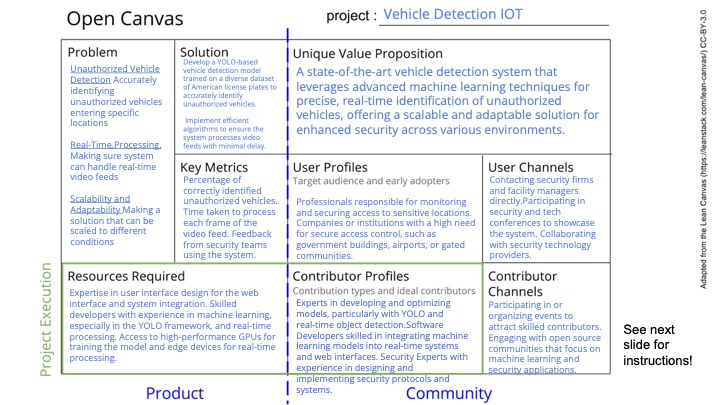 Open Canvas
project : Vehicle Detection IOT
Problem
Unauthorized Vehicle
Detection Accurately
identifying
unauthorized vehicles
entering specific
locations
Real-Time.Processing.
Making sure system
can handle real-time
video feeds
Scalability and
Adaptability Making a
solution that can be
scaled to different
conditions
Solution
Develop a YOLO-based
vehicle detection model
trained on a diverse dataset
of American license plates to
accurately identify
unauthorized vehicles.
Implement efficient
algorithms to ensure the
system processes video
feeds with minimal delay.
Key Metrics
Percentage of
correctly identified
unauthorized vehicles.
Time taken to process
each frame of the
video feed. Feedback
from security teams
using the system.
Unique Value Proposition
A state-of-the-art vehicle detection system that
leverages advanced machine learning techniques for
precise, real-time identification of unauthorized
vehicles, offering a scalable and adaptable solution for
enhanced security across various environments.
User Profiles
Target audience and early adopters
Professionals responsible for monitoring
and securing access to sensitive locations.
Companies or institutions with a high need
for secure access control, such as
government buildings, airports, or gated
communities.
User Channels
Contacting security firms
and facility managers
directly.Participating in
security and tech
conferences to showcase
the system. Collaborating
with security technology
providers.
Resources Required
Expertise in user interface design for the web
interface and system integration. Skilled
developers with experience in machine learning,
especially in the YOLO framework, and real-time
processing. Access to high-performance GPUs for
training the model and edge devices for real-time
processing.
Contributor Profiles
Contribution types and ideal contributors
Experts in developing and optimizing
models, particularly with YOLO and
real-time object detection.Software
Developers skilled in integrating machine
learning models into real-time systems
and web interfaces. Security Experts with
experience in designing and
implementing security protocols and
systems.
Contributor
Channels
Participating in or
organizing events to
attract skilled contributors.
Engaging with open source
communities that focus on
machine learning and
security applications.
Project Execution
Product
Community
See next
slide for
instructions!
Adapted from the Lean Canvas (https://leanstack.com/lean-canvas/) CC-BY-3.0